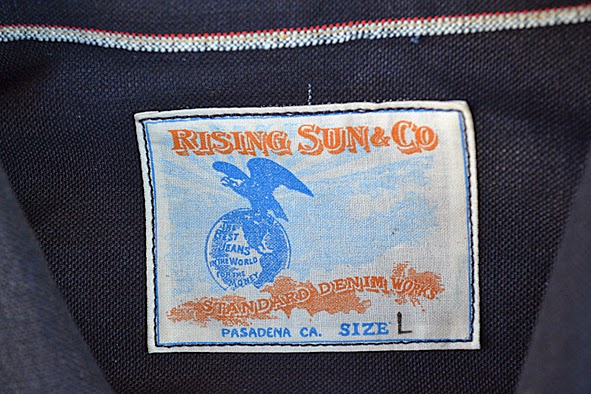 RISING SUN & CO
THE
BEST
JEANS
IN THE WORLD
FOR THE
MONEY
STANDARD DENIM WORKS
PASADENA CA. SIZE L